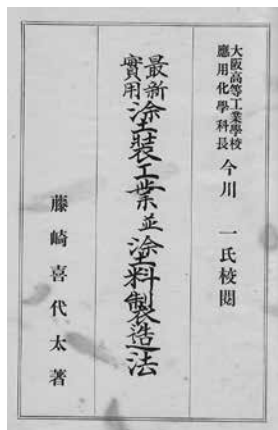 大阪高等工業學校
應用化學科長 今川 一氏校閲
最新
實用 塗装工業並塗料製造法
藤崎喜代太著